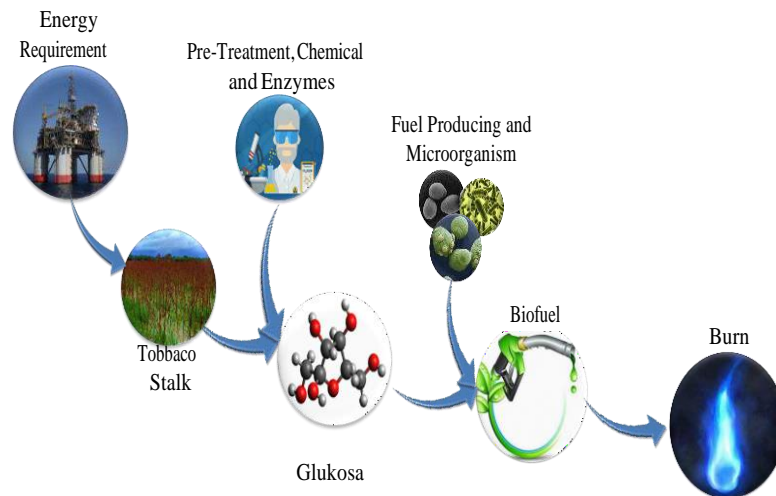 Energy
Requirement
Pre-Treatment, Chemical
and Enzymes
Fuel Producing and
Microorganism
Tobbaco
Stalk
Glukosa
Biofuel
Burn